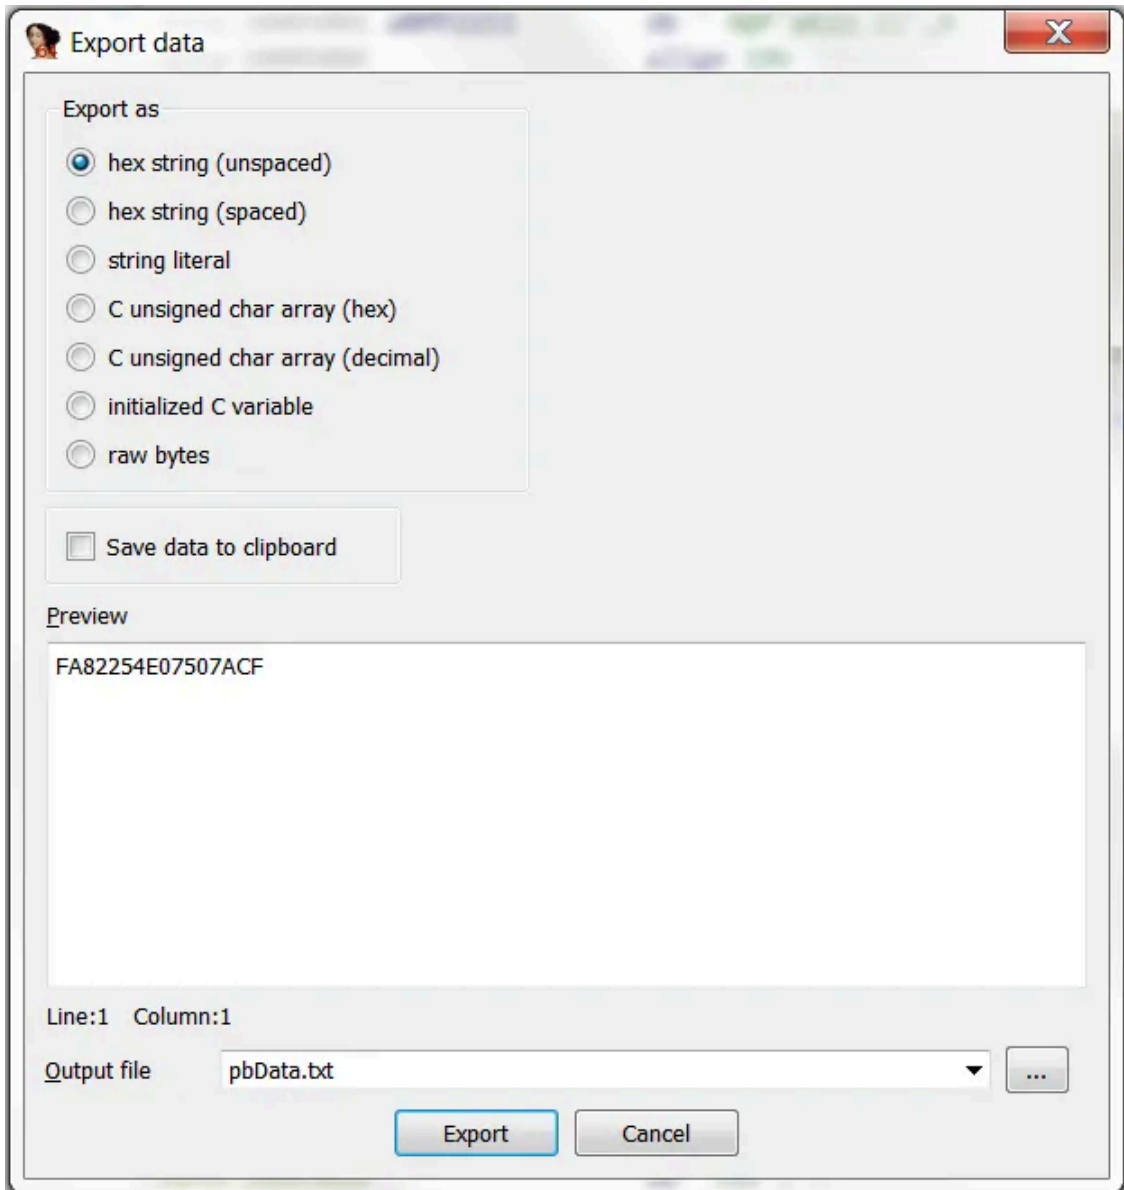 Export data
Export as
hex string (unspaced)
hex string (spaced)
string literal
C unsigned char array (hex)
C unsigned char array (decimal)
initialized C variable
raw bytes
Save data to clipboard
Preview
FA82254E07507ACF
Line:1 Column:1
Output file pbData.txt ...
Export Cancel